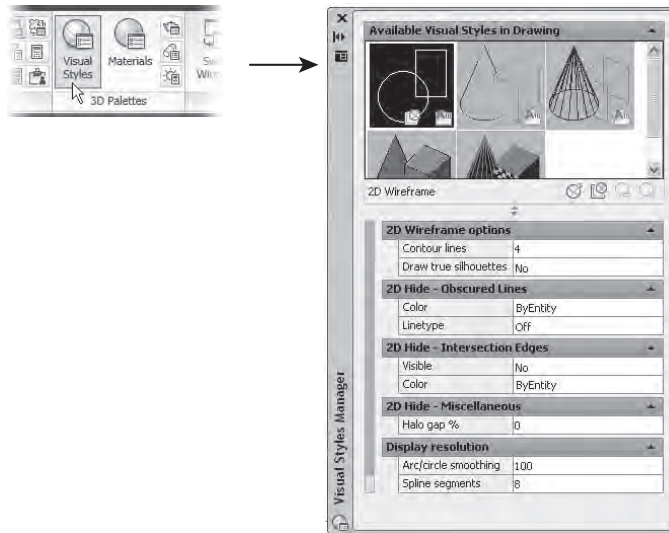 Visual
Styles
Materials
3D Palettes
Available Visual Styles in Drawing
2D Wireframe
2D Wireframe options
Contour lines 4
Draw true silhouettes No
2D Hide - Obscured Lines
Color ByEntity
Linetype Off
2D Hide - Intersection Edges
Visible No
Color ByEntity
2D Hide - Miscellaneous
Halo gap % 0
Display resolution
Arc/circle smoothing 100
Spline segments 8
Visual Styles Manager